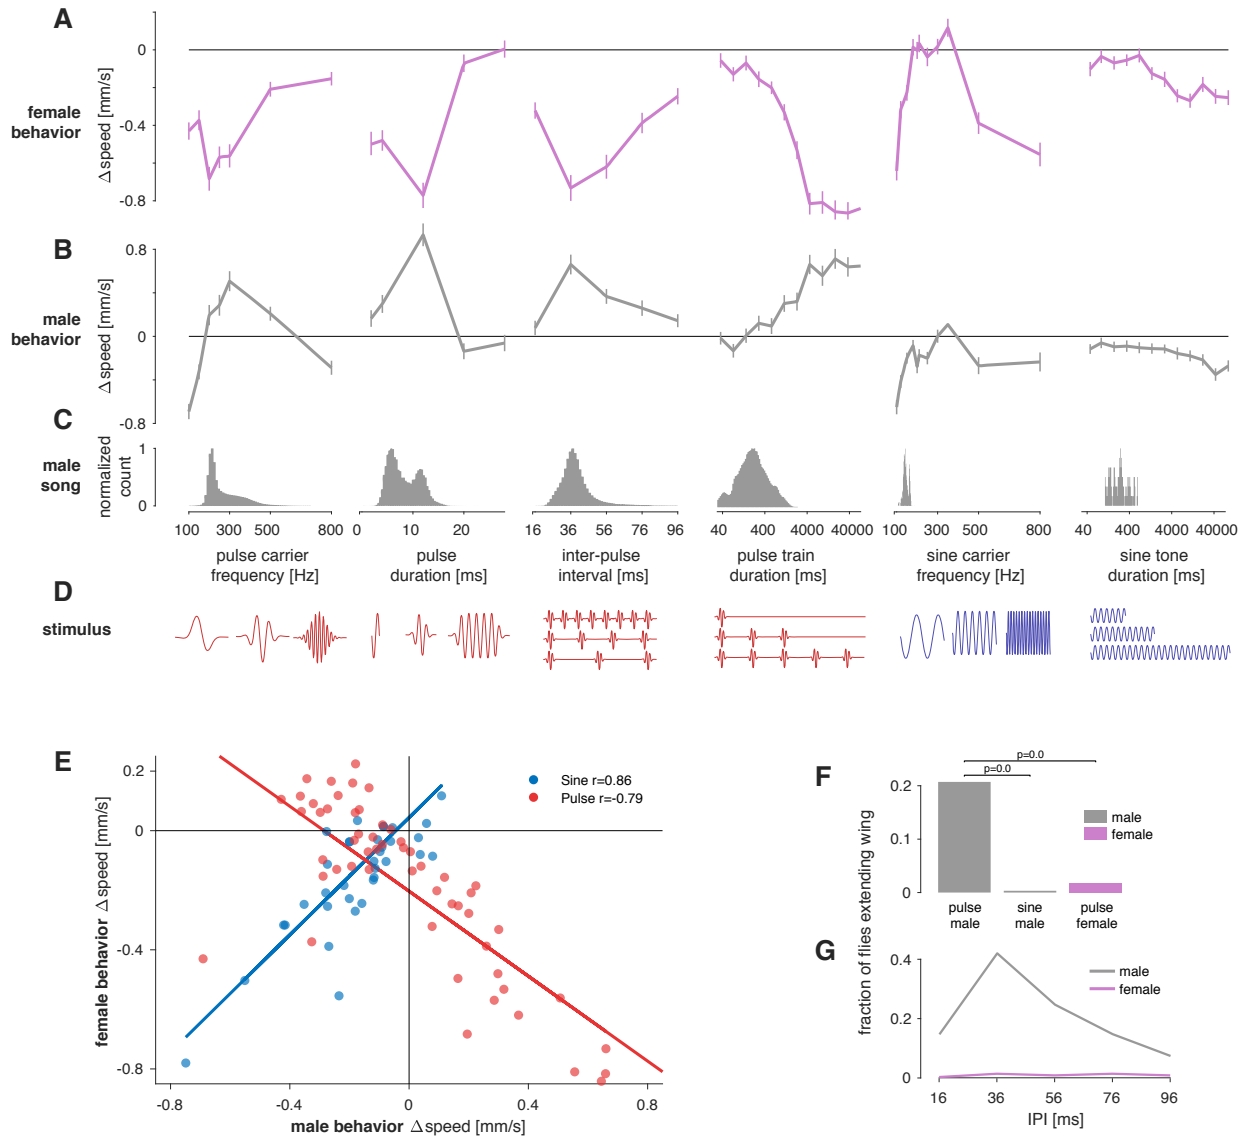 A
female
behavior
Δspeed [mm/s]
0
-0.4
-0.8
B
male
behavior
Δspeed [mm/s]
0.8
0
-0.8
C
male
song
normalized
count
1
0
100 300 500 800
0 10 20
16 36 56 76 96
40 400 40000
100 300 500 800
40 400 40000
pulse carrier
frequency [Hz]
pulse
duration [ms]
inter-pulse
interval [ms]
pulse train
duration [ms]
sine carrier
frequency [Hz]
sine tone
duration [ms]
D
stimulus
E
female behavior Δspeed [mm/s]
0.2
0
-0.4
-0.8
Sine r=0.86
Pulse r=-0.79
-0.8 -0.4 0 0.4 0.8
male behavior Δspeed [mm/s]
F
p=0.0
p=0.0
fraction of flies extending wing
0.2
0.1
0
male
female
pulse
male
sine
male
pulse
female
G
0.4
0.2
0
male
female
16 36 56 76 96
IPI [ms]